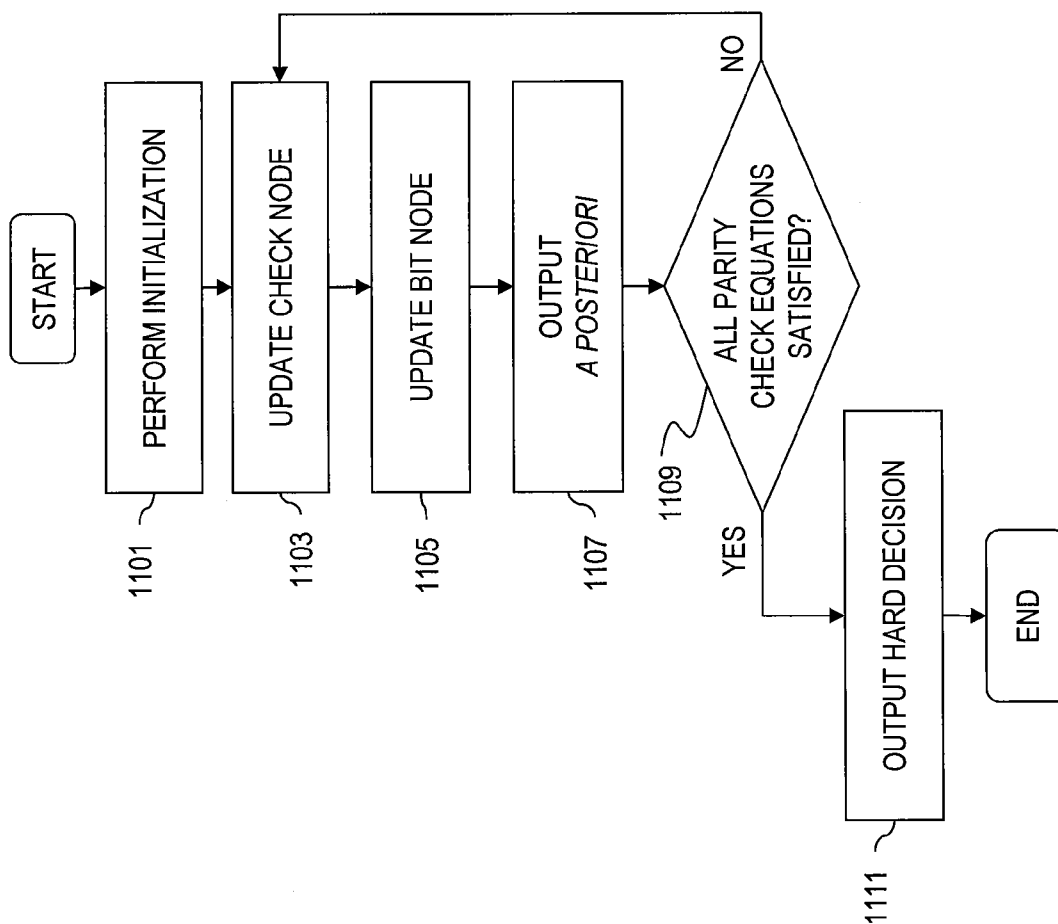 START
PERFORM INITIALIZATION
1101
UPDATE CHECK NODE
1103
UPDATE BIT NODE
1105
OUTPUT
A POSTERIORI
1107
ALL PARITY
CHECK EQUATIONS
SATISFIED?
1109
NO
YES
OUTPUT HARD DECISION
1111
END